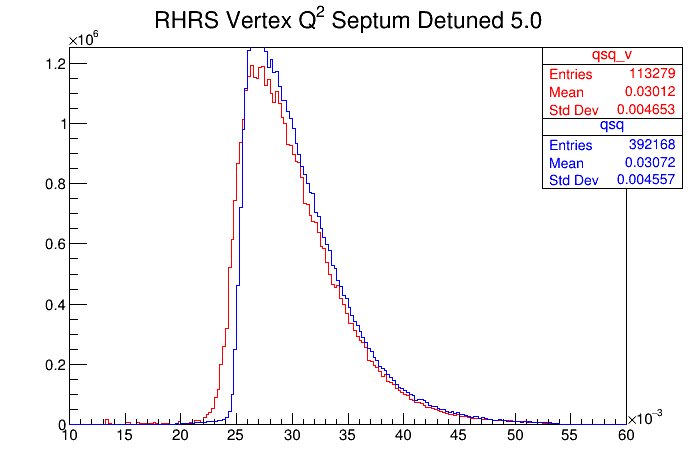 RHRS Vertex Q² Septum Detuned 5.0
×10⁶
qsq_v
Entries 113279
Mean 0.03012
Std Dev 0.004653
qsq
Entries 392168
Mean 0.03072
Std Dev 0.004557
1.2
1
0.8
0.6
0.4
0.2
0
10 15 20 25 30 35 40 45 50 55 60
×10⁻³